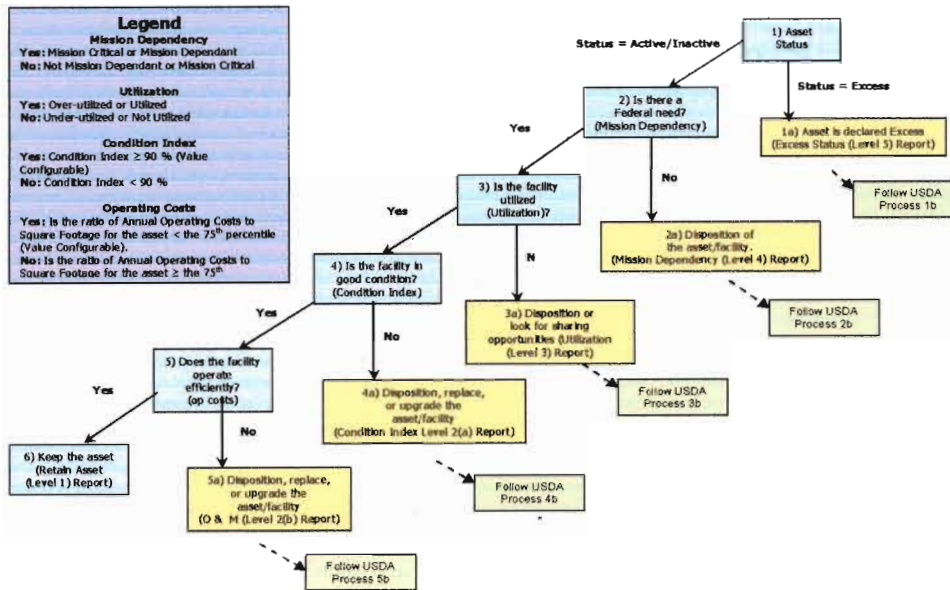 Legend
Mission Dependency
Yes: Mission Critical or Mission Dependant
No: Not Mission Dependant or Mission Critical
Utilization
Yes: Over-utilized or Utilized
No: Under-utilized or Not Utilized
Condition Index
Yes: Condition Index ≥ 90 % (Value
Configurable)
No: Condition Index < 90 %
Operating Costs
Yes: Is the ratio of Annual Operating Costs to
Square Footage for the asset < the 75th percentile
(Value Configurable).
No: Is the ratio of Annual Operating Costs to
Square Footage for the asset ≥ the 75th
1) Asset
Status
Status = Active/Inactive
Status = Excess
1a) Asset is declared Excess
(Excess Status (Level 5) Report)
Follow USDA
Process 1b
2) Is there a
Federal need?
(Mission Dependency)
Yes
No
2a) Disposition of
the asset/facility.
(Mission Dependency (Level 4) Report)
Follow USDA
Process 2b
3) Is the facility
utilized
(Utilization)?
Yes
N
3a) Disposition or
look for sharing
opportunities (Utilization
(Level 3) Report)
Follow USDA
Process 3b
4) Is the facility in
good condition?
(Condition Index)
Yes
No
4a) Disposition, replace,
or upgrade the
asset/facility
(Condition Index Level 2(a) Report)
Follow USDA
Process 4b
5) Does the facility
operate
efficiently?
(op costs)
Yes
No
5a) Disposition, replace,
or upgrade the
asset/facility
(O & M (Level 2(b) Report)
Follow USDA
Process 5b
6) Keep the asset
(Retain Asset
(Level 1) Report)